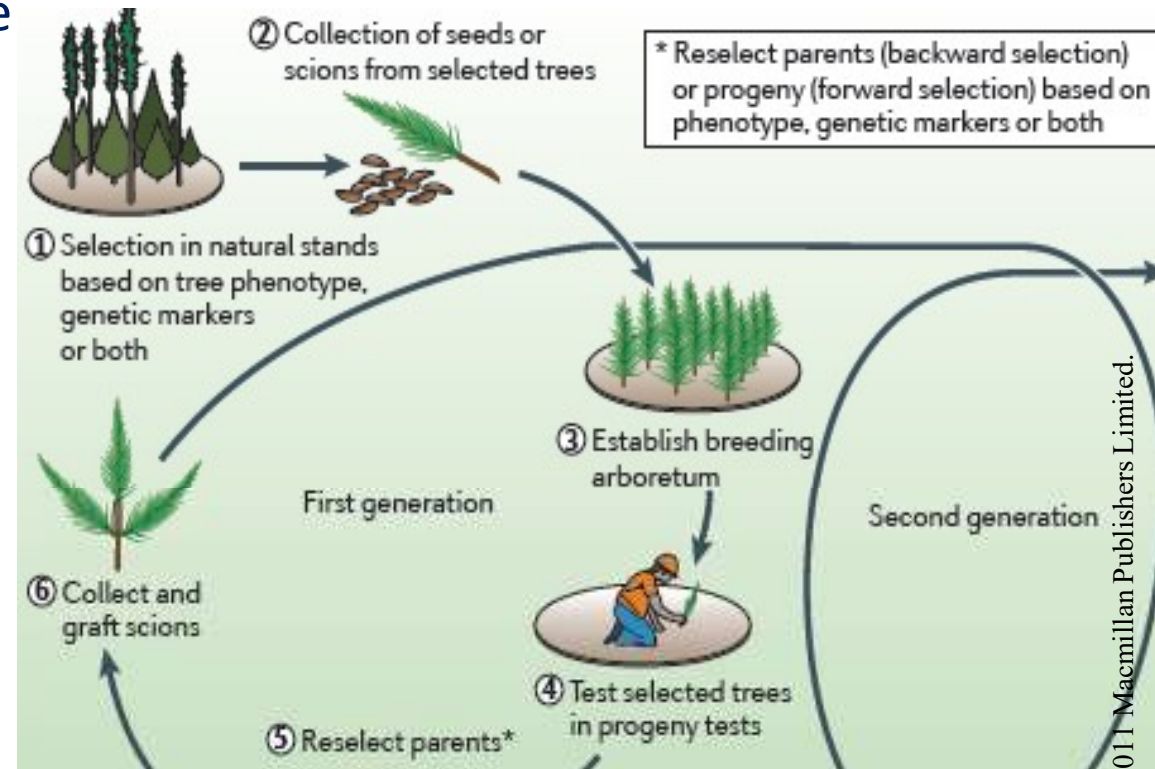 e
② Collection of seeds or
scions from selected trees
* Reselect parents (backward selection)
or progeny (forward selection) based on
phenotype, genetic markers or both
① Selection in natural stands
based on tree phenotype,
genetic markers
or both
③ Establish breeding
arboretum
First generation
Second generation
⑥ Collect and
graft scions
④ Test selected trees
in progeny tests
⑤ Reselect parents*
011 Macmillan Publishers Limited.